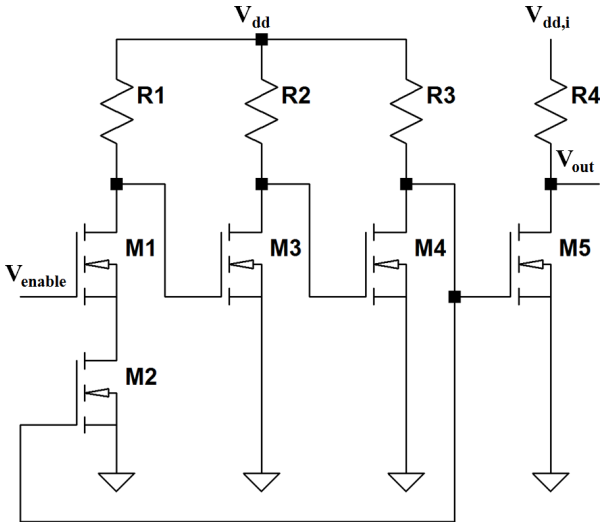 Vdd
Vdd,i
R1
R2
R3
R4
Vout
M1
M3
M4
M5
Venable
M2